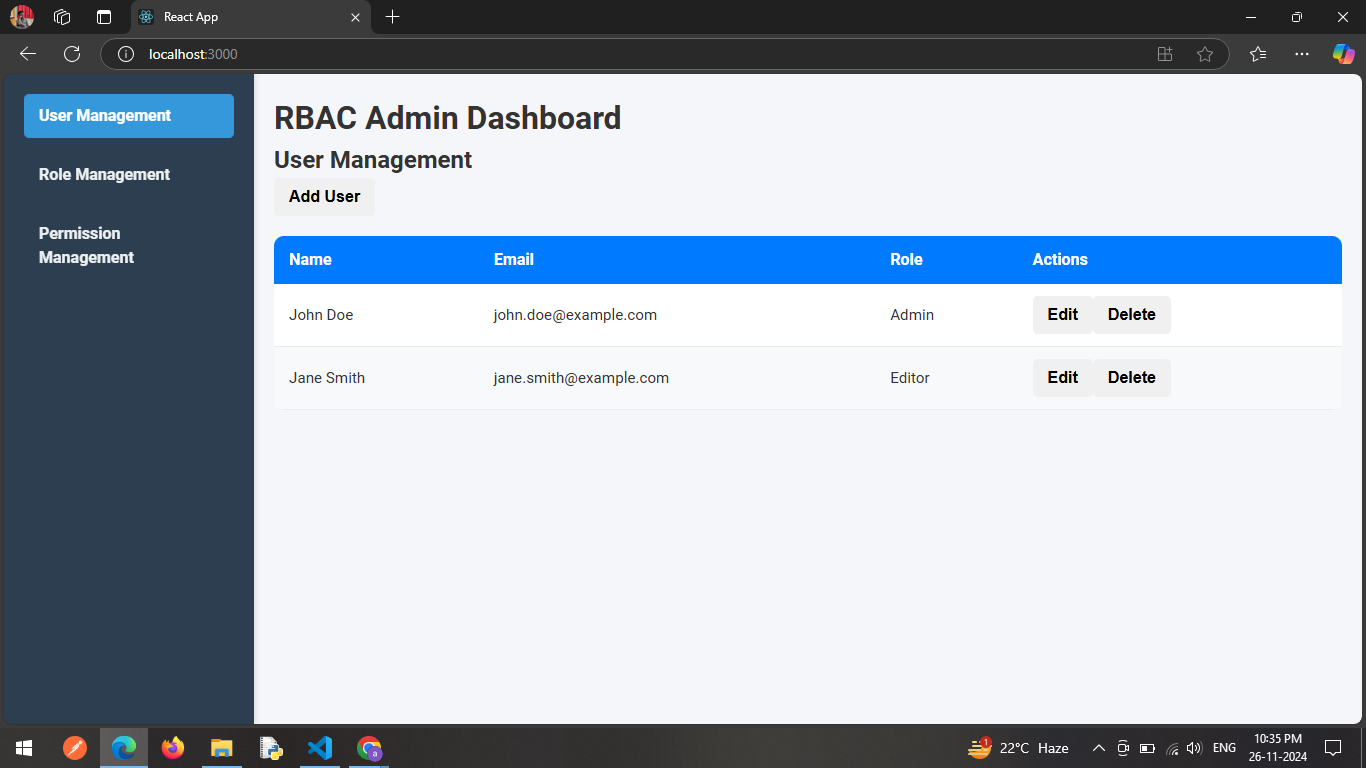 React App
localhost:3000
User Management
Role Management
Permission
Management
RBAC Admin Dashboard
User Management
Add User
Name Email Role Actions
John Doe john.doe@example.com Admin Edit Delete
Jane Smith jane.smith@example.com Editor Edit Delete
1
a
22°C Haze
ENG
10:35 PM
26-11-2024